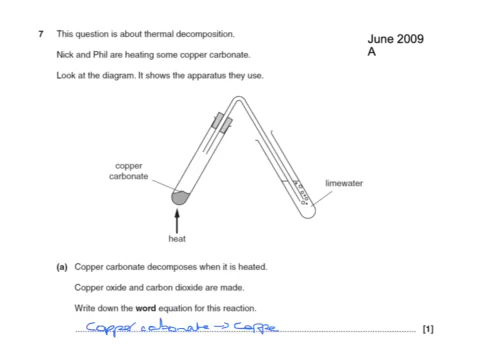 7 This question is about thermal decomposition.
June 2009
A
Nick and Phil are heating some copper carbonate.
Look at the diagram. It shows the apparatus they use.
copper
carbonate
limewater
heat
(a) Copper carbonate decomposes when it is heated.
Copper oxide and carbon dioxide are made.
Write down the word equation for this reaction.
copper carbonate → coppe [1]